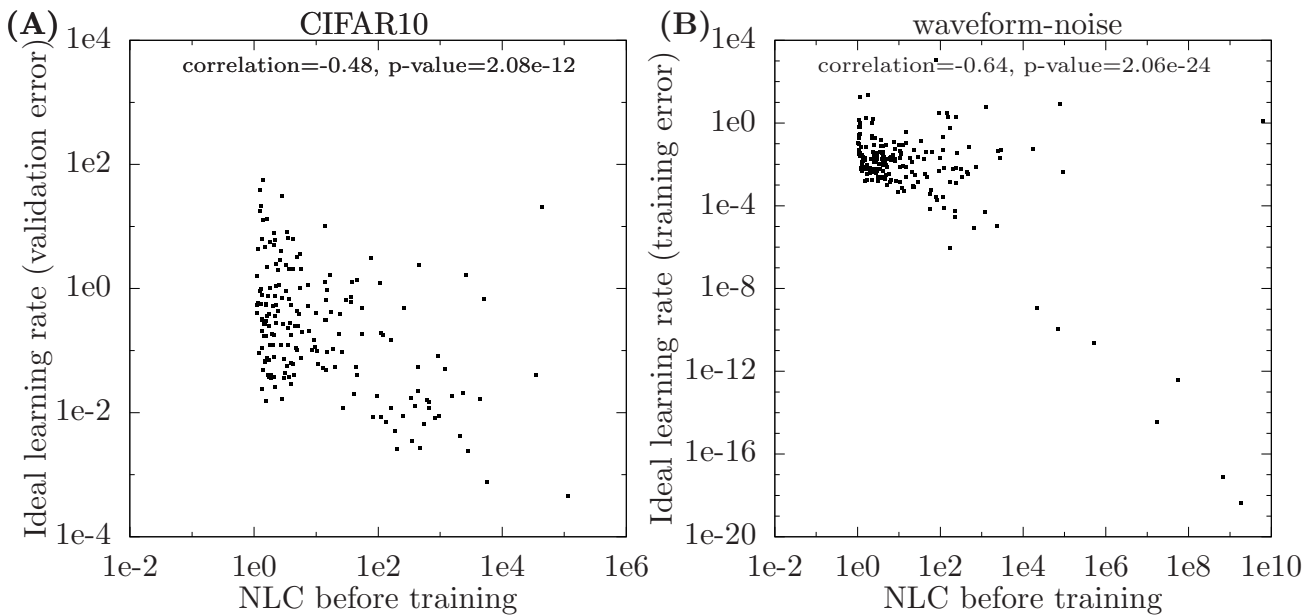 (A)
CIFAR10
correlation=-0.48, p-value=2.08e-12
Ideal learning rate (validation error)
1e4
1e2
1e0
1e-2
1e-4
1e-2
1e0
1e2
1e4
1e6
NLC before training
(B)
waveform-noise
correlation=-0.64, p-value=2.06e-24
Ideal learning rate (training error)
1e4
1e0
1e-4
1e-8
1e-12
1e-16
1e-20
1e-2
1e0
1e2
1e4
1e6
1e8
1e10
NLC before training